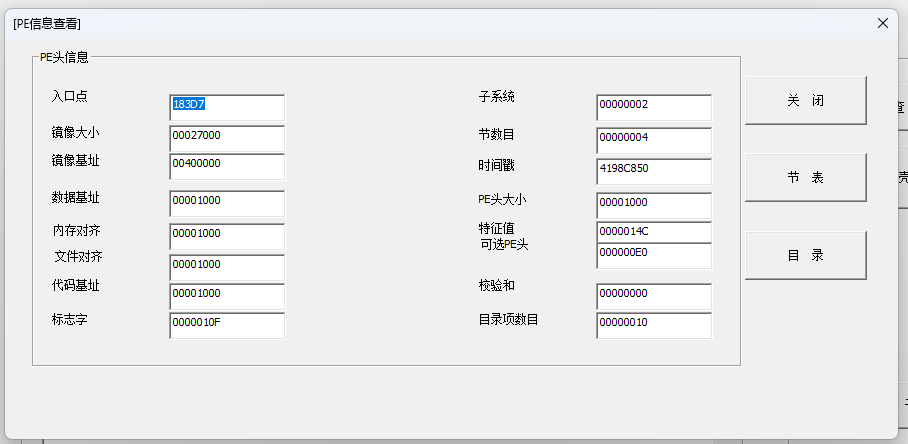 [PE信息查看]
PE头信息
入口点 183D7
镜像大小 00027000
镜像基址 00400000
数据基址 00001000
内存对齐 00001000
文件对齐 00001000
代码基址 00001000
标志字 0000010F
子系统 00000002
节数目 00000004
时间戳 4198C850
PE头大小 00001000
特征值 0000014C
可选PE头 000000E0
校验和 00000000
目录项数目 00000010
关 闭
节 表
目 录
查
壳